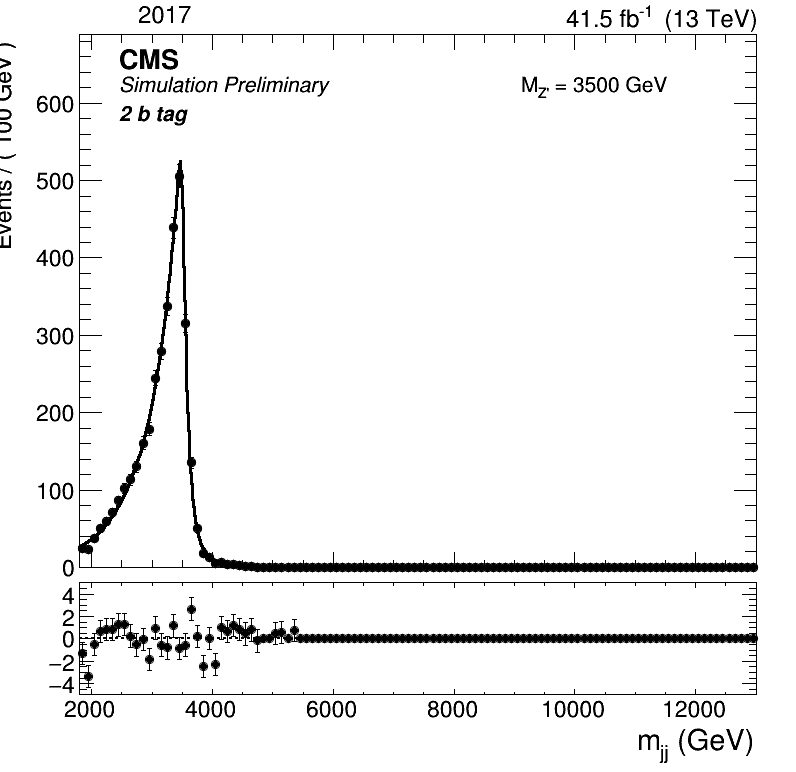 2017
41.5 fb-1 (13 TeV)
CMS
Simulation Preliminary
MZ' = 3500 GeV
2 b tag
Events / ( 100 GeV )
600
500
400
300
200
100
0
4
2
0
−2
−4
2000 4000 6000 8000 10000 12000
mjj (GeV)